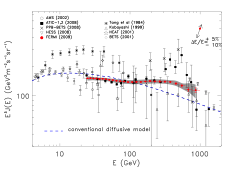 AMS (2002)
ATIC-1,2 (2008)
PPB-BETS (2008)
HESS (2008)
FERMI (2009)
Tang et al (1984)
Kobayashi (1999)
HEAT (2001)
BETS (2001)
ΔE/E= 5%
10%
E³J(E) (GeV²m⁻²s⁻¹sr⁻¹)
100
conventional diffusive model
10
100
1000
E (GeV)